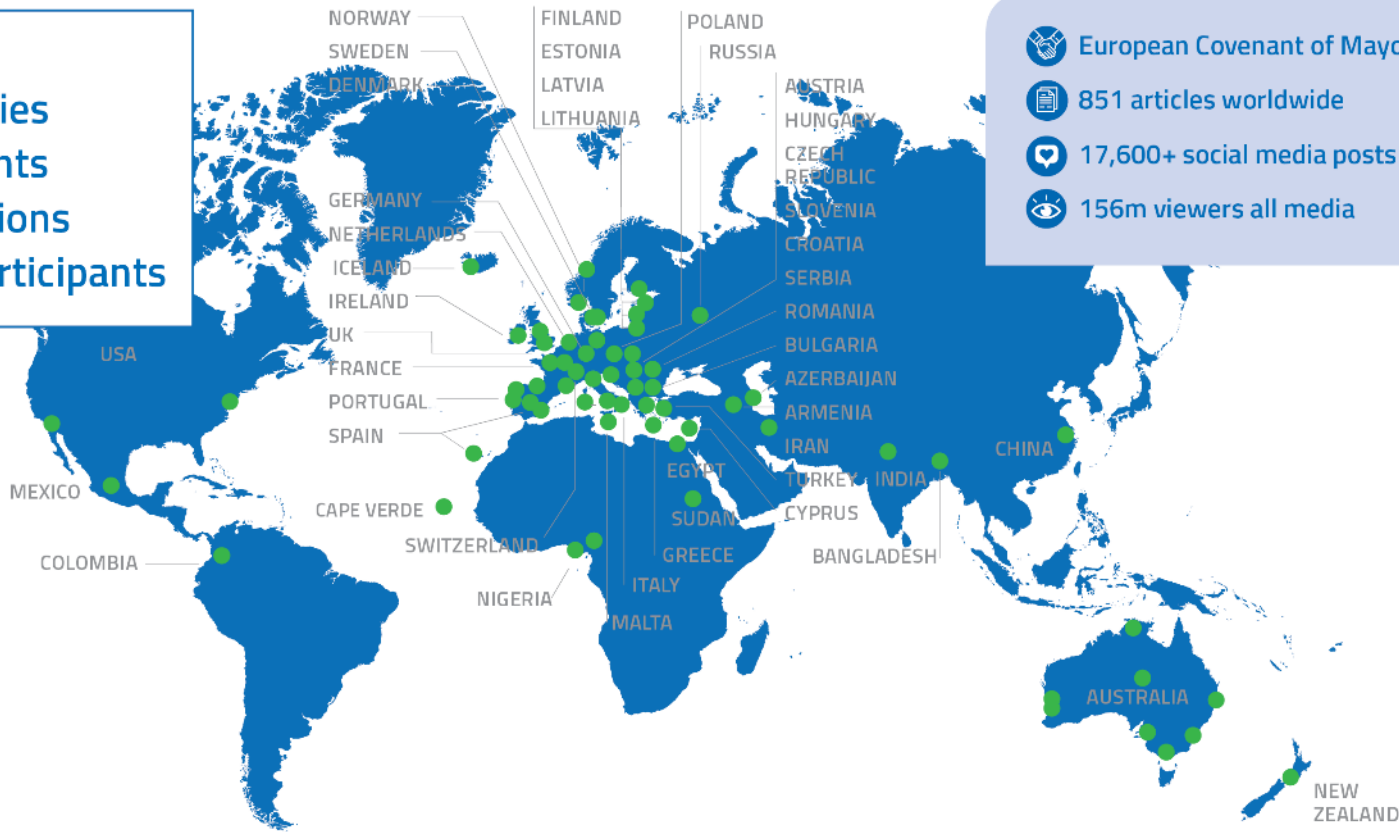 ies
nts
ions
rticipants
European Covenant of Mayo
851 articles worldwide
17,600+ social media posts
156m viewers all media
NORWAY
SWEDEN
DENMARK
GERMANY
NETHERLANDS
ICELAND
IRELAND
UK
FRANCE
PORTUGAL
SPAIN
FINLAND
ESTONIA
LATVIA
LITHUANIA
POLAND
RUSSIA
AUSTRIA
HUNGARY
CZECH
REPUBLIC
SLOVENIA
CROATIA
SERBIA
ROMANIA
BULGARIA
AZERBAIJAN
ARMENIA
IRAN
TURKEY
CYPRUS
USA
MEXICO
COLOMBIA
CAPE VERDE
SWITZERLAND
NIGERIA
EGYPT
SUDAN
GREECE
ITALY
MALTA
INDIA
BANGLADESH
CHINA
AUSTRALIA
NEW
ZEALAND